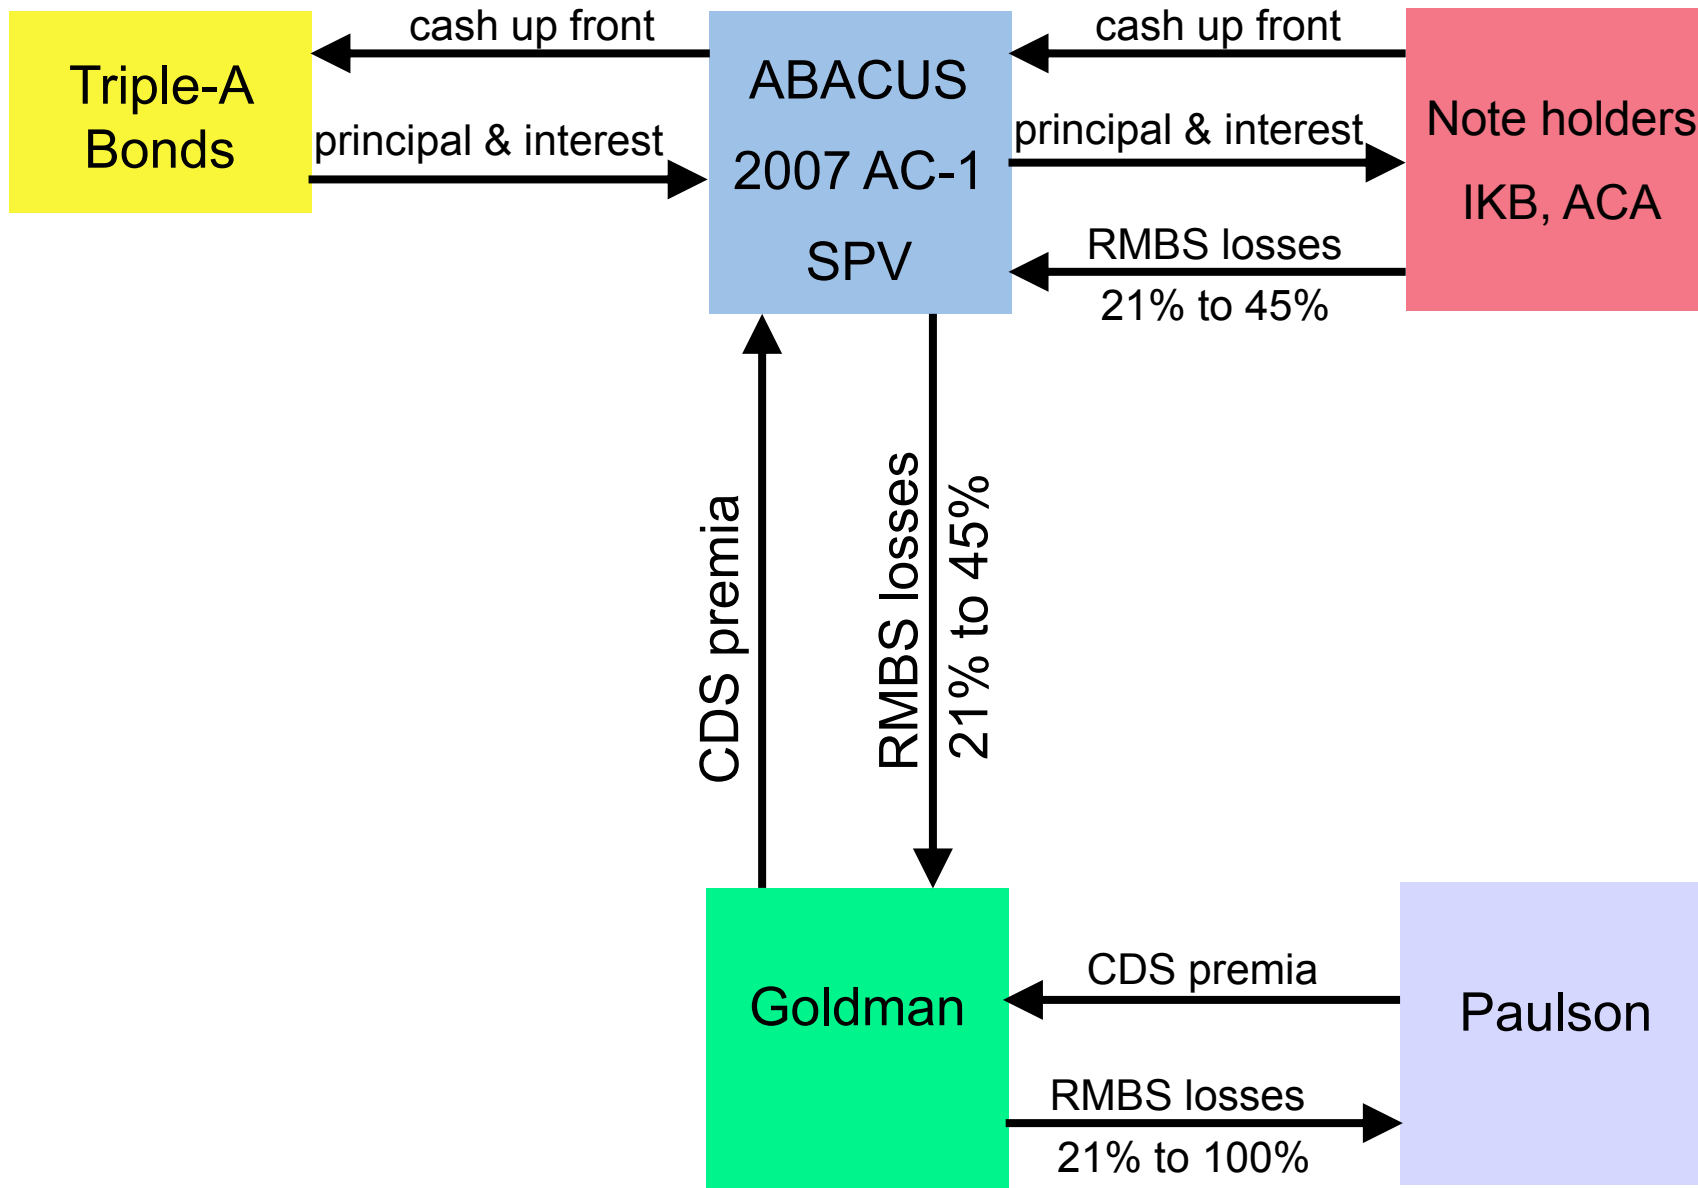 cash up front
cash up front
Triple-A
Bonds
ABACUS
2007 AC-1
SPV
Note holders
IKB, ACA
principal & interest
principal & interest
RMBS losses
21% to 45%
CDS premia
RMBS losses
21% to 45%
Goldman
CDS premia
Paulson
RMBS losses
21% to 100%